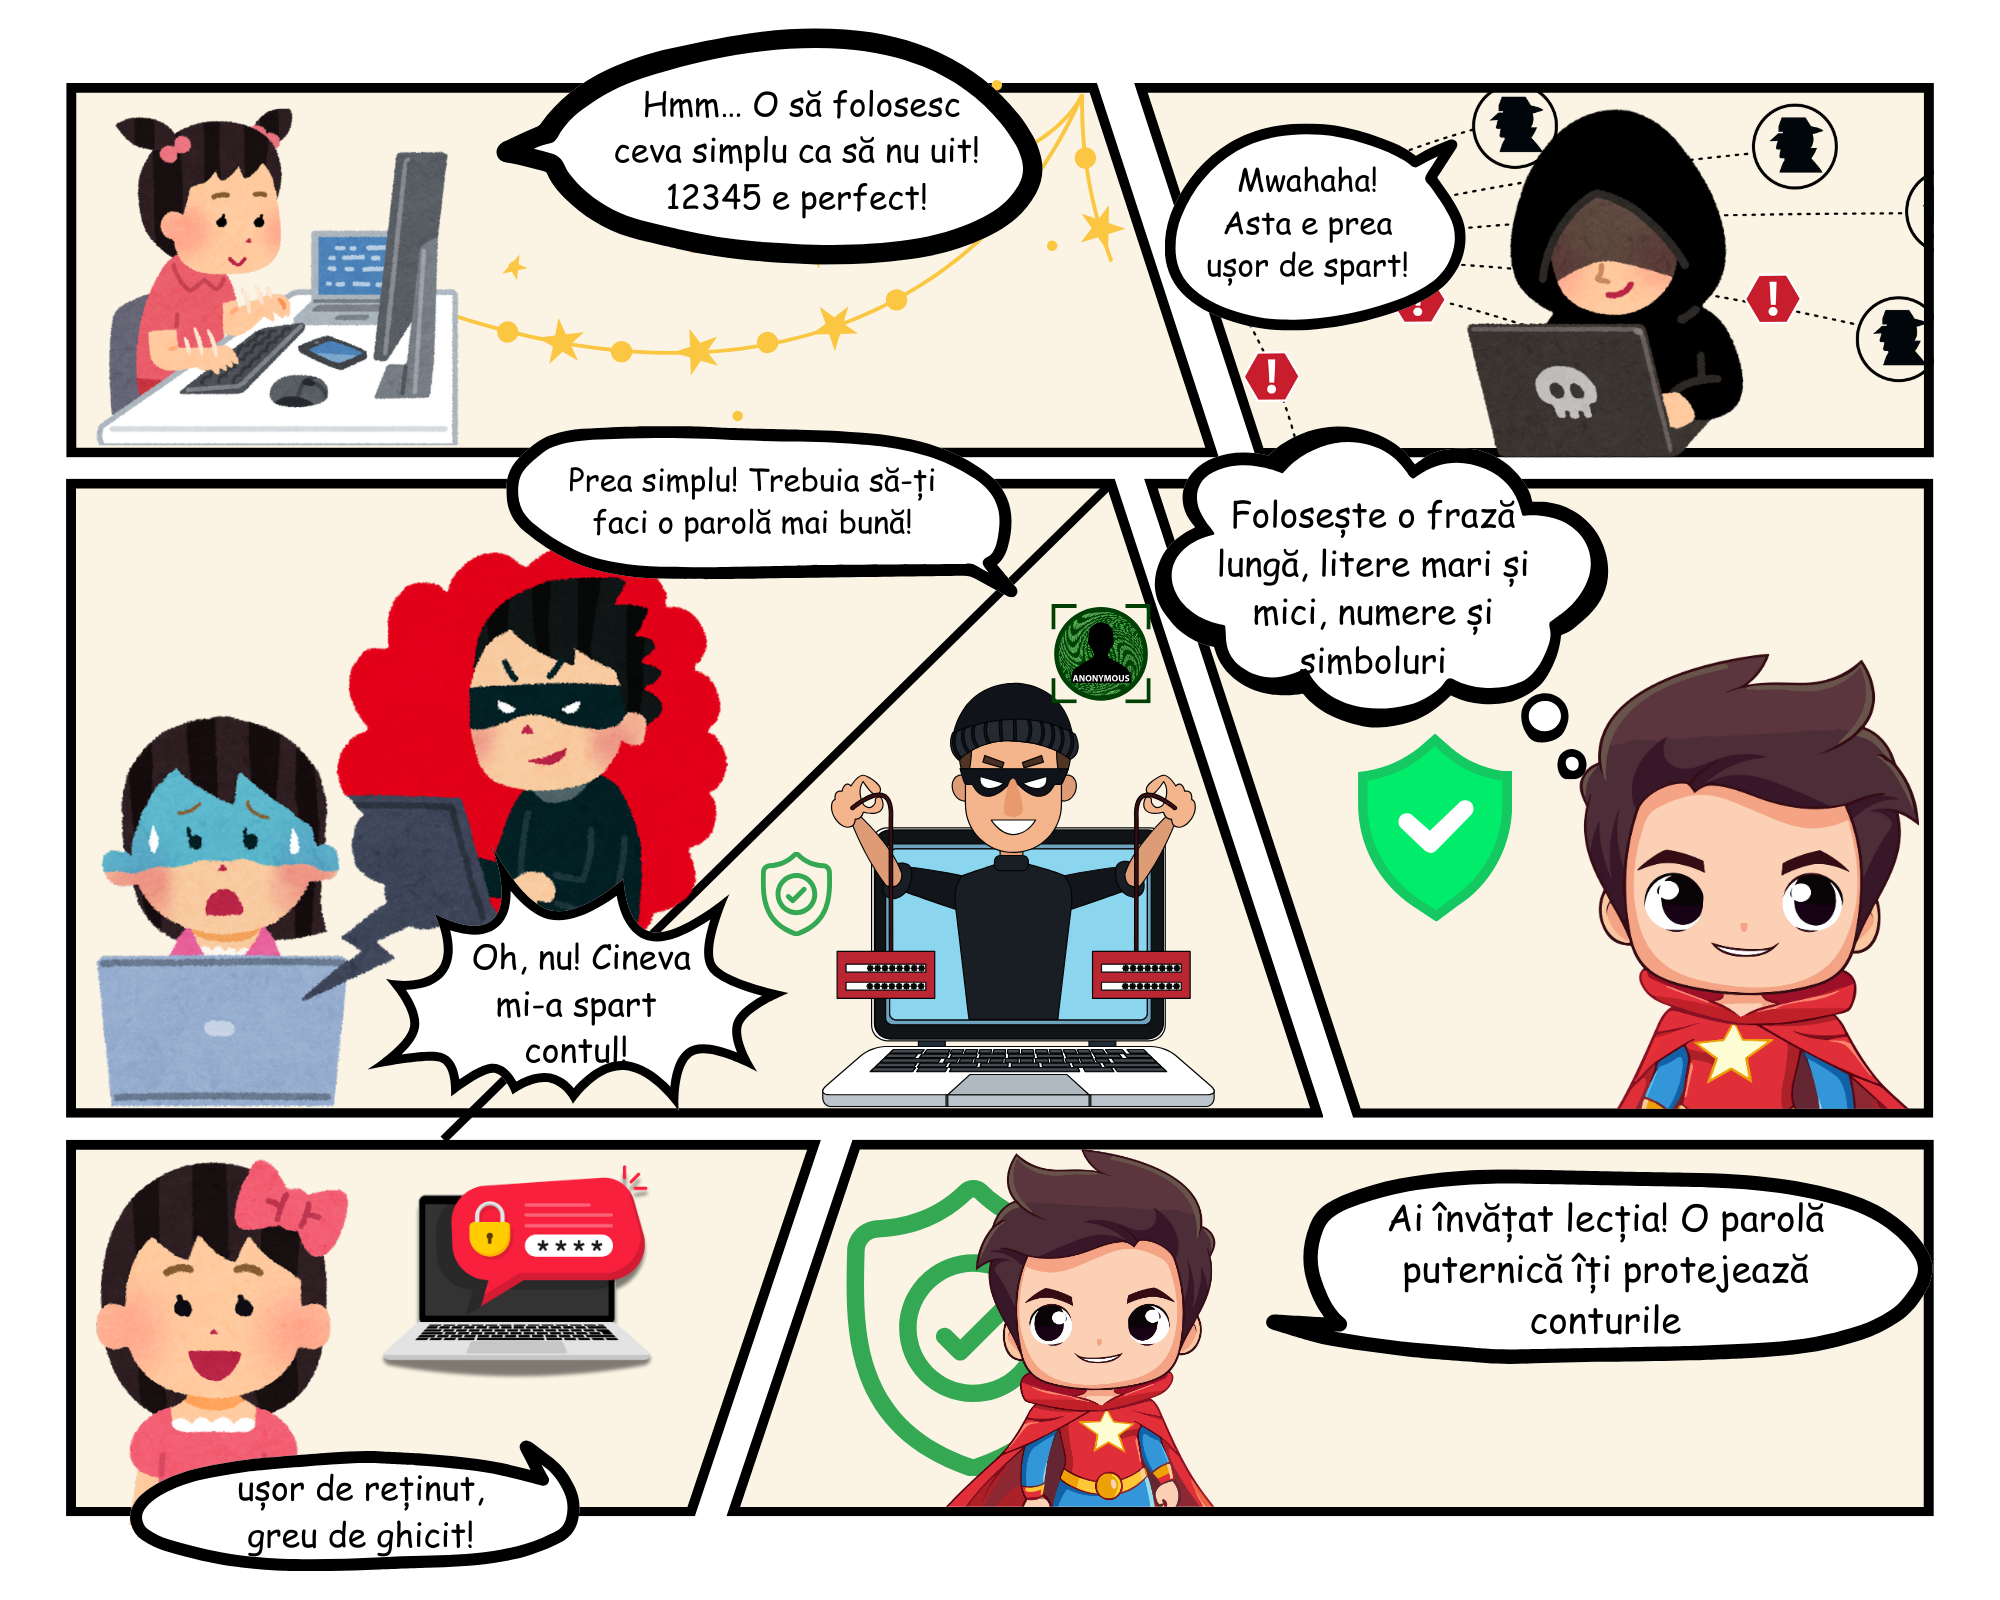 Hmm... O să folosesc
ceva simplu ca să nu uit!
12345 e perfect!
Mwahaha!
Asta e prea
ușor de spart!
Prea simplu! Trebuia să-ți
faci o parolă mai bună!
Oh, nu! Cineva
mi-a spart
contul!
ANONYMOUS
Folosește o frază
lungă, litere mari și
mici, numere și
simboluri
****
ușor de reținut,
greu de ghicit!
Ai învățat lecția! O parolă
puternică îți protejează
conturile